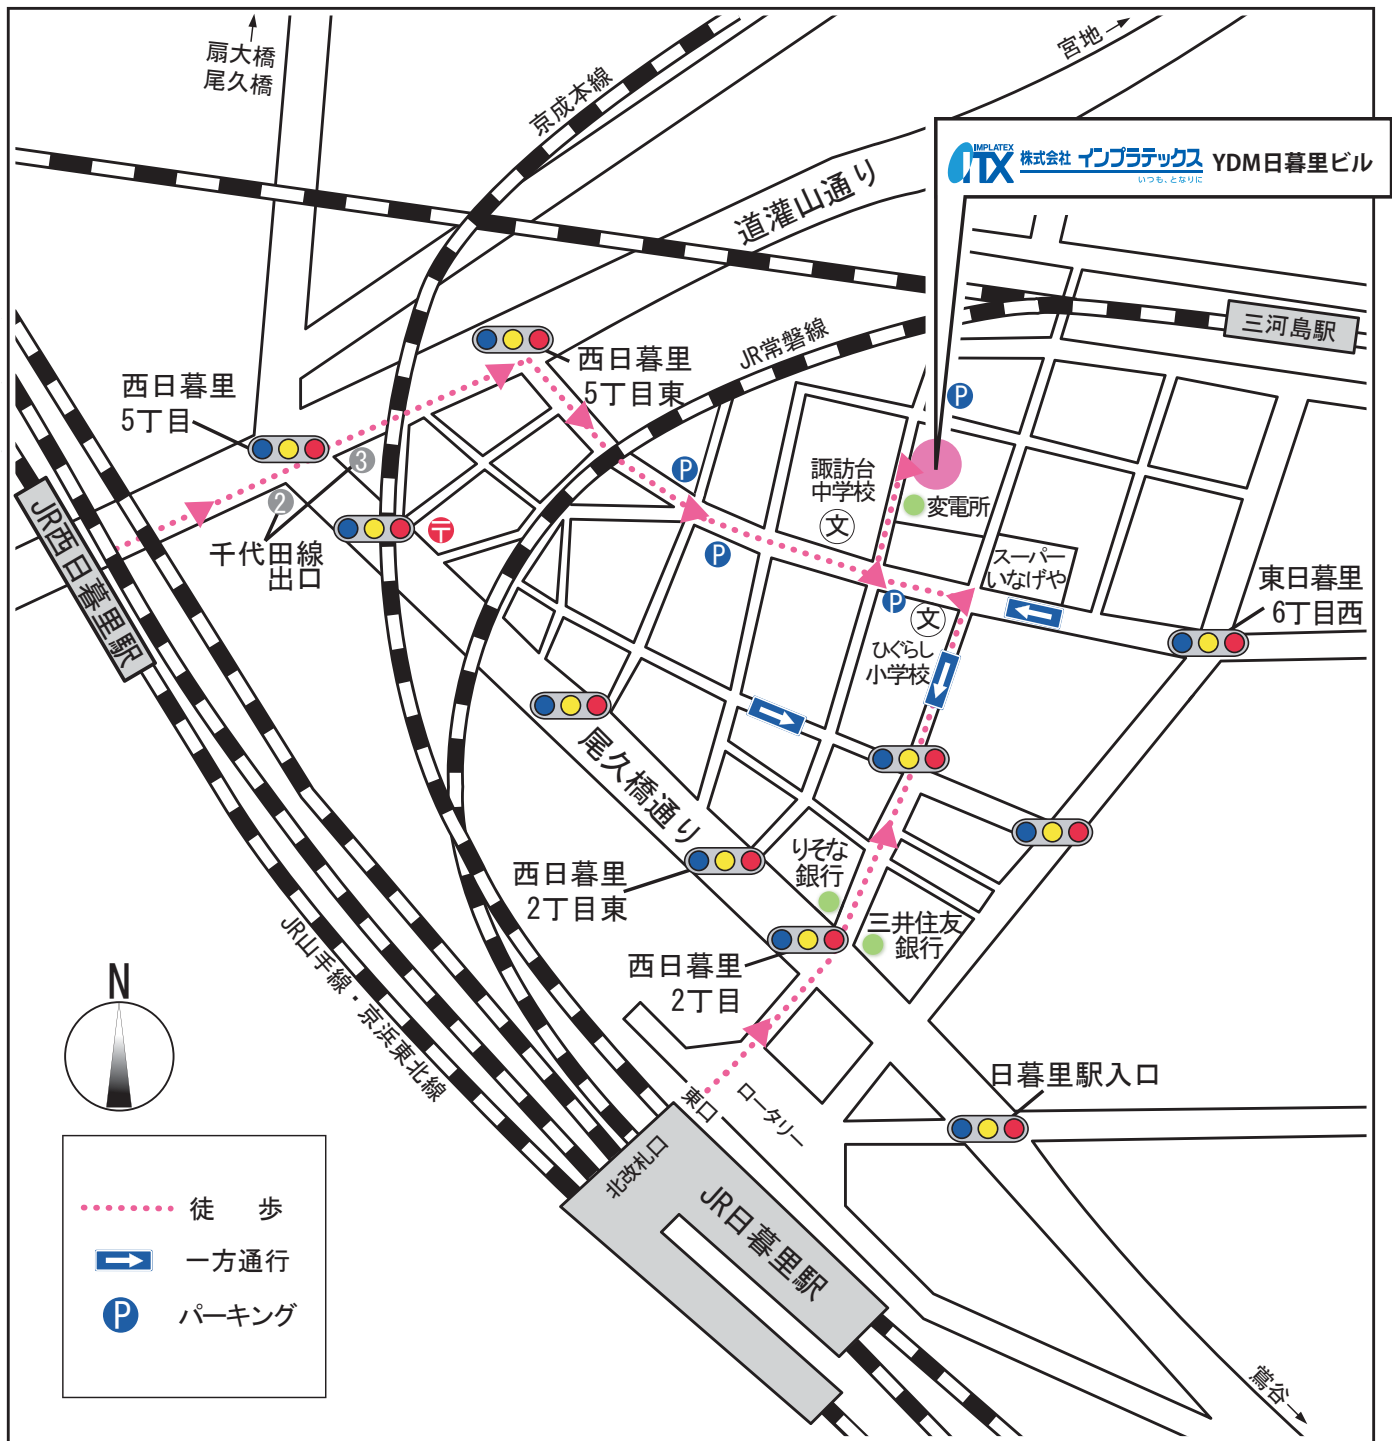 扇大橋
尾久橋
京成本線
宮地
IMPLATEX
ITX
株式会社 インプラテックス
いつも、となりに
YDM日暮里ビル
道灌山通り
三河島駅
JR常磐線
西日暮里
5丁目東
西日暮里
5丁目
P
3
2
千代田線
出口
〒
P
P
諏訪台
中学校
文
変電所
スーパー
いなげや
P
文
ひぐらし
小学校
東日暮里
6丁目西
JR西日暮里駅
尾久橋通り
りそな
銀行
西日暮里
2丁目東
三井住友
銀行
西日暮里
2丁目
JR山手線・京浜東北線
N
日暮里駅入口
東口
ロータリー
北改札口
JR日暮里駅
鶯谷
徒 歩
一方通行
P パーキング